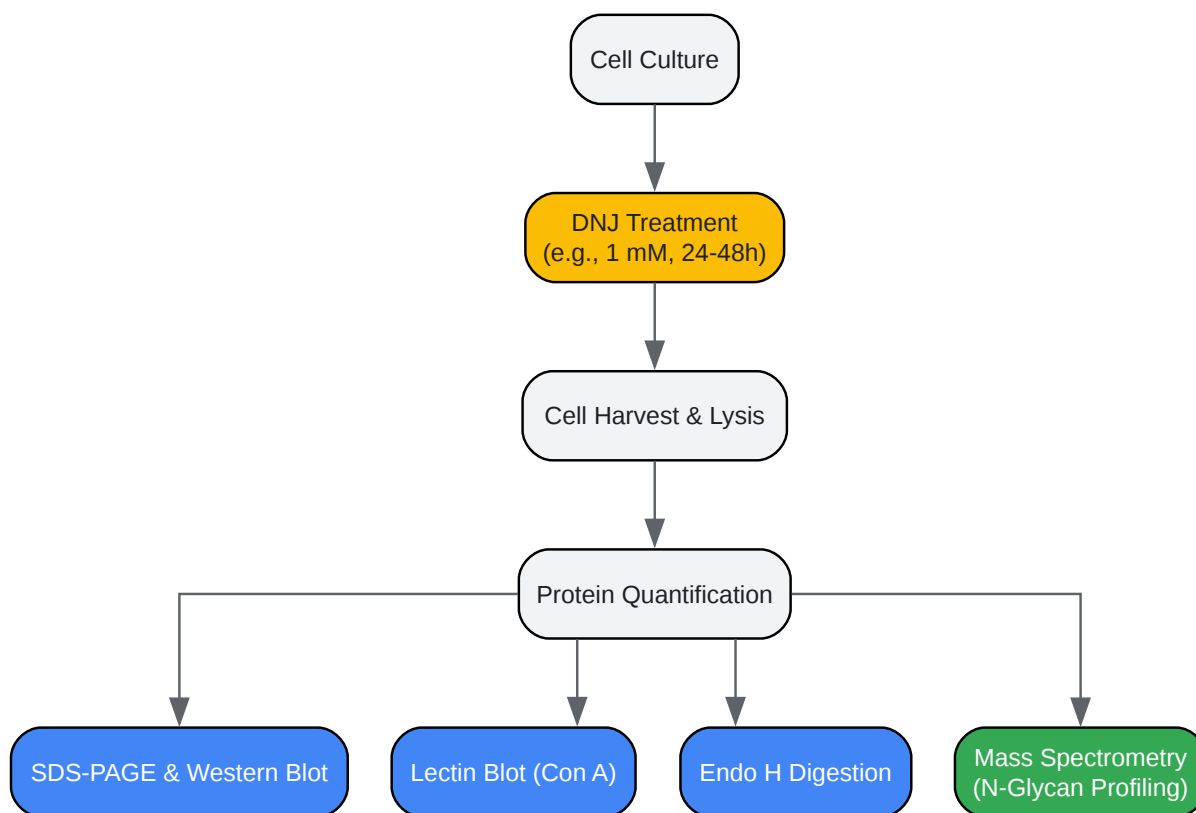 Cell Culture
DNJ Treatment
(e.g., 1 mM, 24-48h)
Cell Harvest & Lysis
Protein Quantification
SDS-PAGE & Western Blot
Lectin Blot (Con A)
Endo H Digestion
Mass Spectrometry
(N-Glycan Profiling)